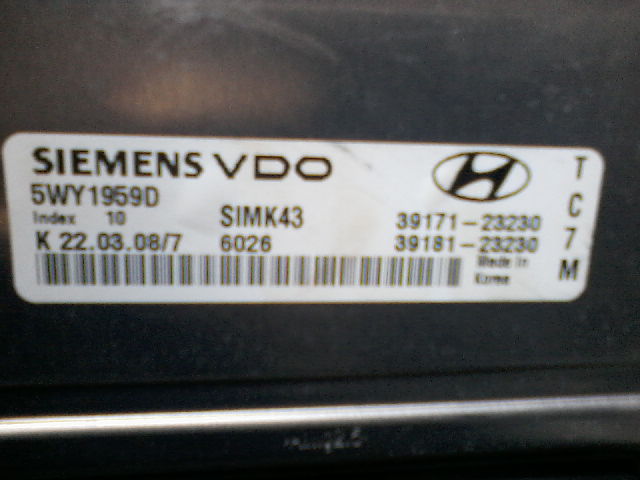 SIEMENS VDO
5WY1959D
Index 10
SIMK43
39171-23230
K 22.03.08/7
6026
39181-23230
Made in
Korea
T
C
7
M